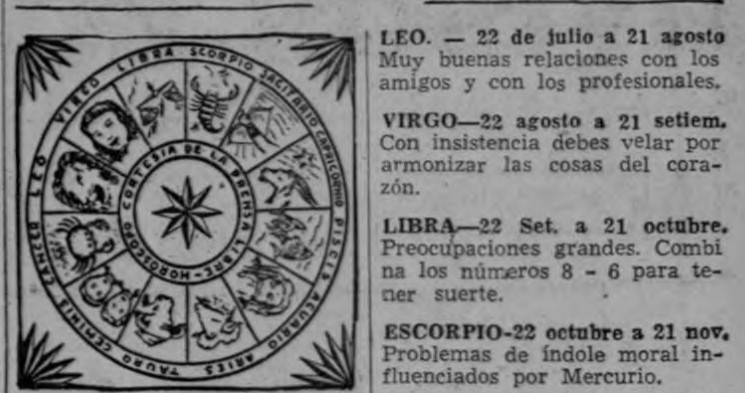 VIRGO LIBRA SCORPIO SAGITARIO CAPRICORNIO PISCIS ACUARIO ARIES TAURO GEMINIS CANCER LEO
CORTESIA DE LA PRENSA LIBRE-HOROSCOPO
LEO. — 22 de julio a 21 agosto
Muy buenas relaciones con los
amigos y con los profesionales.
VIRGO—22 agosto a 21 setiem.
Con insistencia debes velar por
armonizar las cosas del cora-
zón.
LIBRA—22 Set. a 21 octubre.
Preocupaciones grandes. Combi
na los números 8 - 6 para te-
ner suerte.
ESCORPIO-22 octubre a 21 nov.
Problemas de índole moral in-
fluenciados por Mercurio.